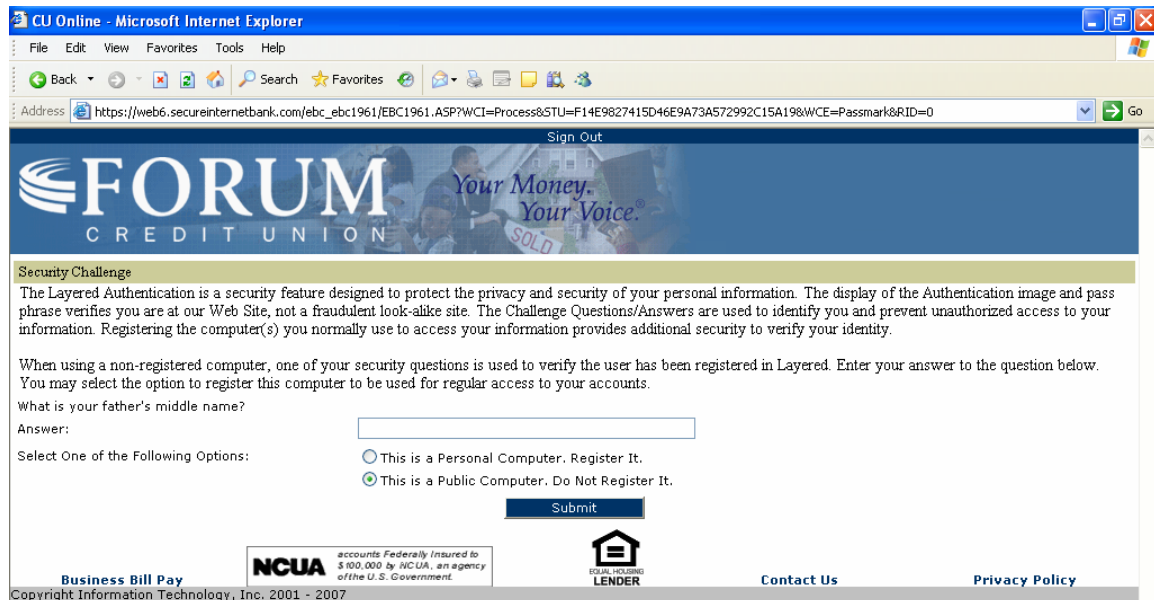 CU Online - Microsoft Internet Explorer
File Edit View Favorites Tools Help
Back Search Favorites
Address https://web6.secureinternetbank.com/ebc_ebc1961/EBC1961.ASP?WCI=Process&STU=F14E9827415D46E9A73A572992C15A19&WCE=Passmark&RID=0 Go
Sign Out
FORUM
CREDIT UNION
Your Money.
Your Voice.®
SOLD
Security Challenge
The Layered Authentication is a security feature designed to protect the privacy and security of your personal information. The display of the Authentication image and pass
phrase verifies you are at our Web Site, not a fraudulent look-alike site. The Challenge Questions/Answers are used to identify you and prevent unauthorized access to your
information. Registering the computer(s) you normally use to access your information provides additional security to verify your identity.
When using a non-registered computer, one of your security questions is used to verify the user has been registered in Layered. Enter your answer to the question below.
You may select the option to register this computer to be used for regular access to your accounts.
What is your father's middle name?
Answer:
Select One of the Following Options:
This is a Personal Computer. Register It.
This is a Public Computer. Do Not Register It.
Submit
Business Bill Pay
NCUA
accounts Federally Insured to
$100,000 by NCUA, an agency
of the U.S. Government.
EQUAL HOUSING
LENDER
Contact Us
Privacy Policy
Copyright Information Technology, Inc. 2001 - 2007